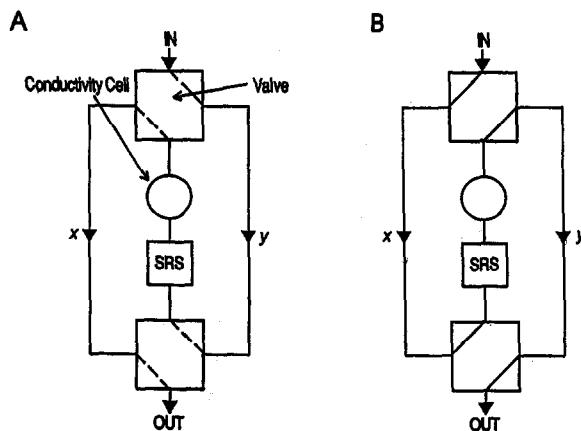 A
IN
Conductivity Cell
Valve
x
y
SRS
OUT
B
IN
x
y
SRS
OUT